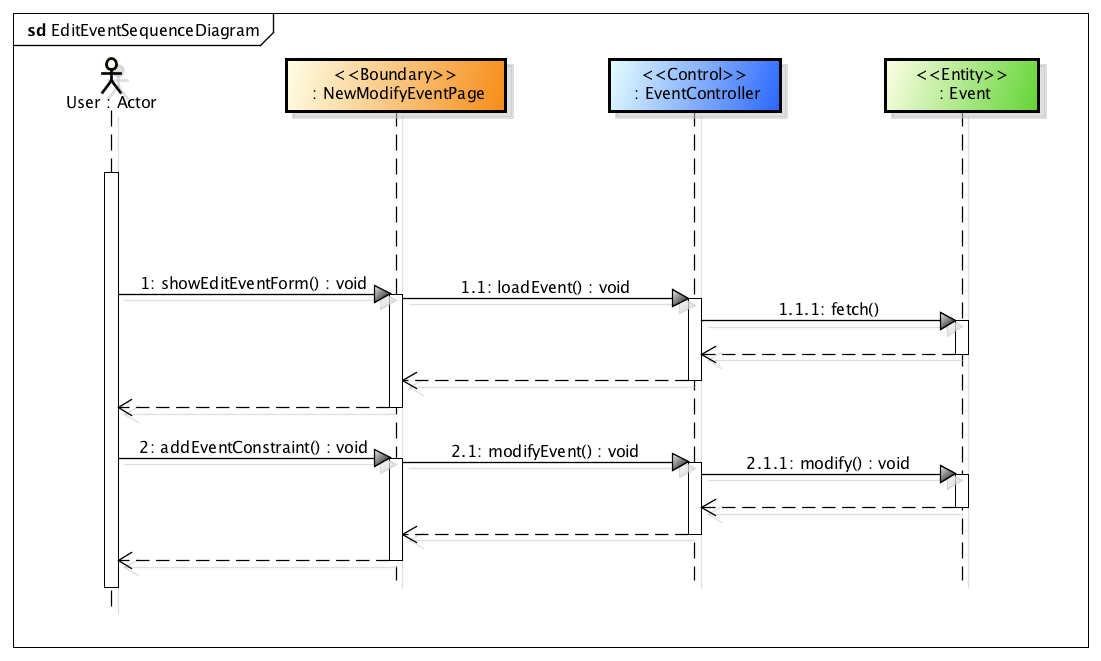 sd EditEventSequenceDiagram
User : Actor
<<Boundary>>
: NewModifyEventPage
<<Control>>
: EventController
<<Entity>>
: Event
1: showEditEventForm() : void
1.1: loadEvent() : void
1.1.1: fetch()
2: addEventConstraint() : void
2.1: modifyEvent() : void
2.1.1: modify() : void